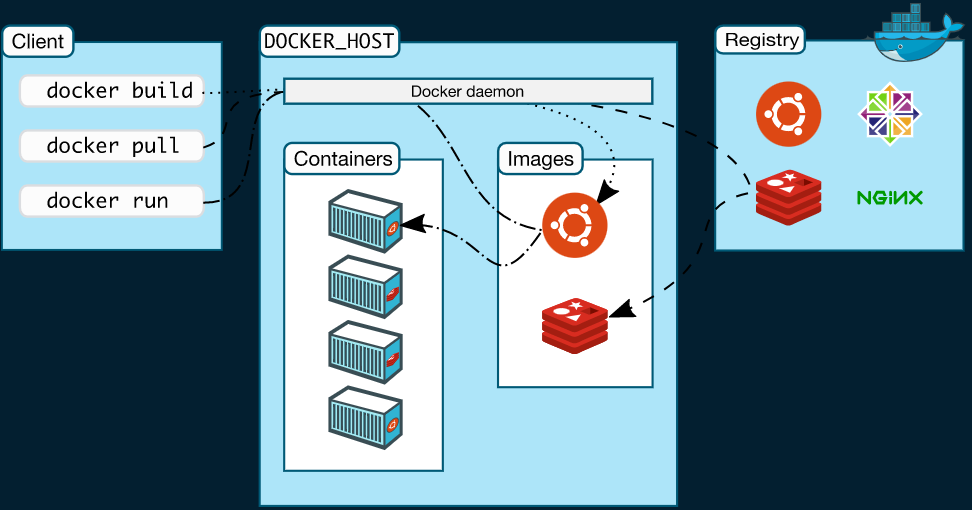 Client
docker build
docker pull
docker run
DOCKER_HOST
Docker daemon
Containers
Images
Registry
NGiNX